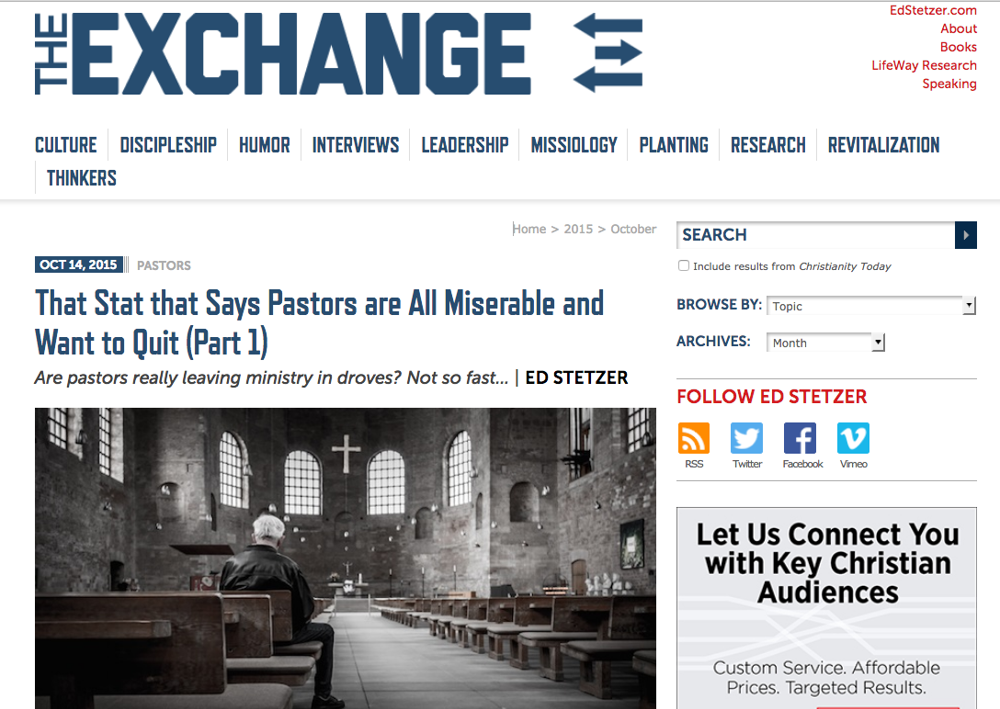 THE EXCHANGE
EdStetzer.com
About
Books
LifeWay Research
Speaking
CULTURE DISCIPLESHIP HUMOR INTERVIEWS LEADERSHIP MISSIOLOGY PLANTING RESEARCH REVITALIZATION
THINKERS
Home > 2015 > October
OCT 14, 2015 PASTORS
That Stat that Says Pastors are All Miserable and
Want to Quit (Part 1)
Are pastors really leaving ministry in droves? Not so fast... | ED STETZER
SEARCH
Include results from Christianity Today
BROWSE BY: Topic
ARCHIVES: Month
FOLLOW ED STETZER
RSS Twitter Facebook Vimeo
Let Us Connect You
with Key Christian
Audiences
Custom Service. Affordable
Prices. Targeted Results.